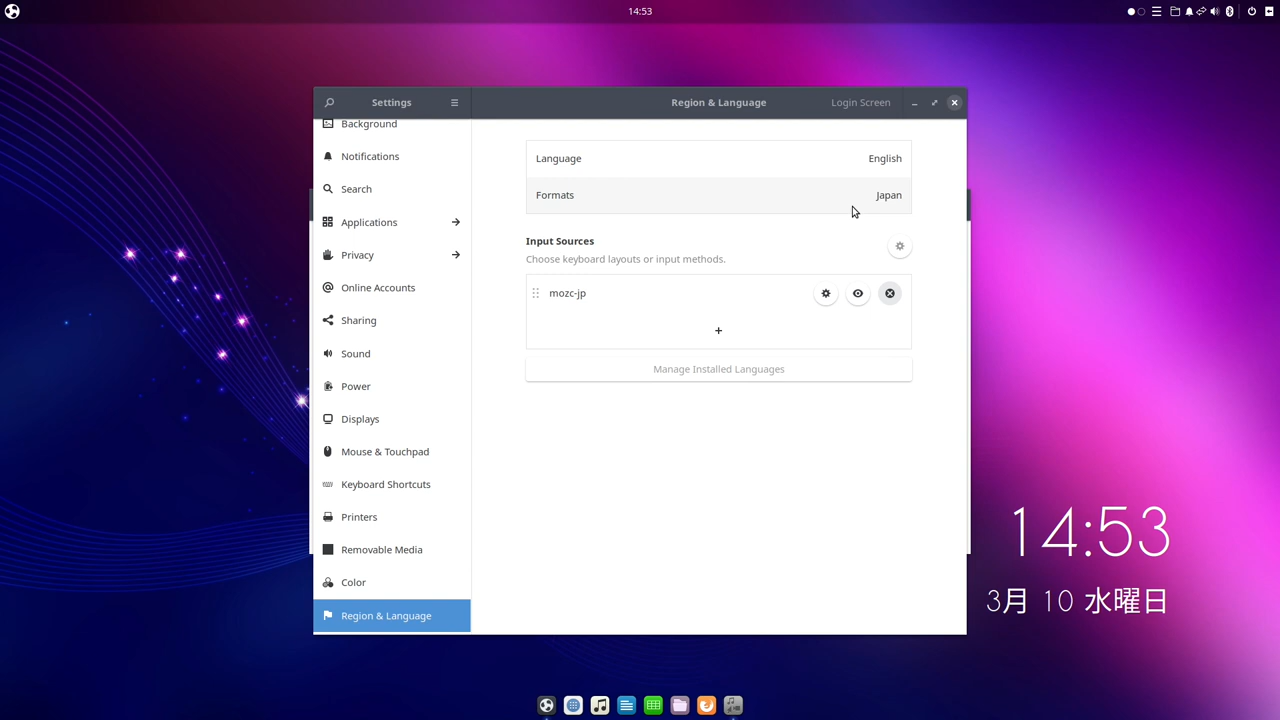 14:53
Settings
Region & Language
Login Screen
Background
Notifications
Search
Applications
Privacy
Online Accounts
Sharing
Sound
Power
Displays
Mouse & Touchpad
Keyboard Shortcuts
Printers
Removable Media
Color
Region & Language
Language English
Formats Japan
Input Sources
Choose keyboard layouts or input methods.
mozc-jp
+
Manage Installed Languages
14:53
3月 10 水曜日